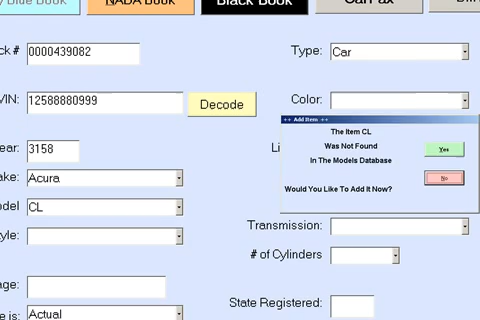 Blue Book
NADA Book
Black Book
CarFax
ck # 0000439082
Type: Car
VIN: 12588880999
Decode
Color:
++ Add Item ++
The Item CL
Was Not Found
In The Models Database
Would You Like To Add It Now?
Yes
No
ear: 3158
Li
ake: Acura
odel CL
Transmission:
tyle:
# of Cylinders
age:
State Registered:
e is: Actual